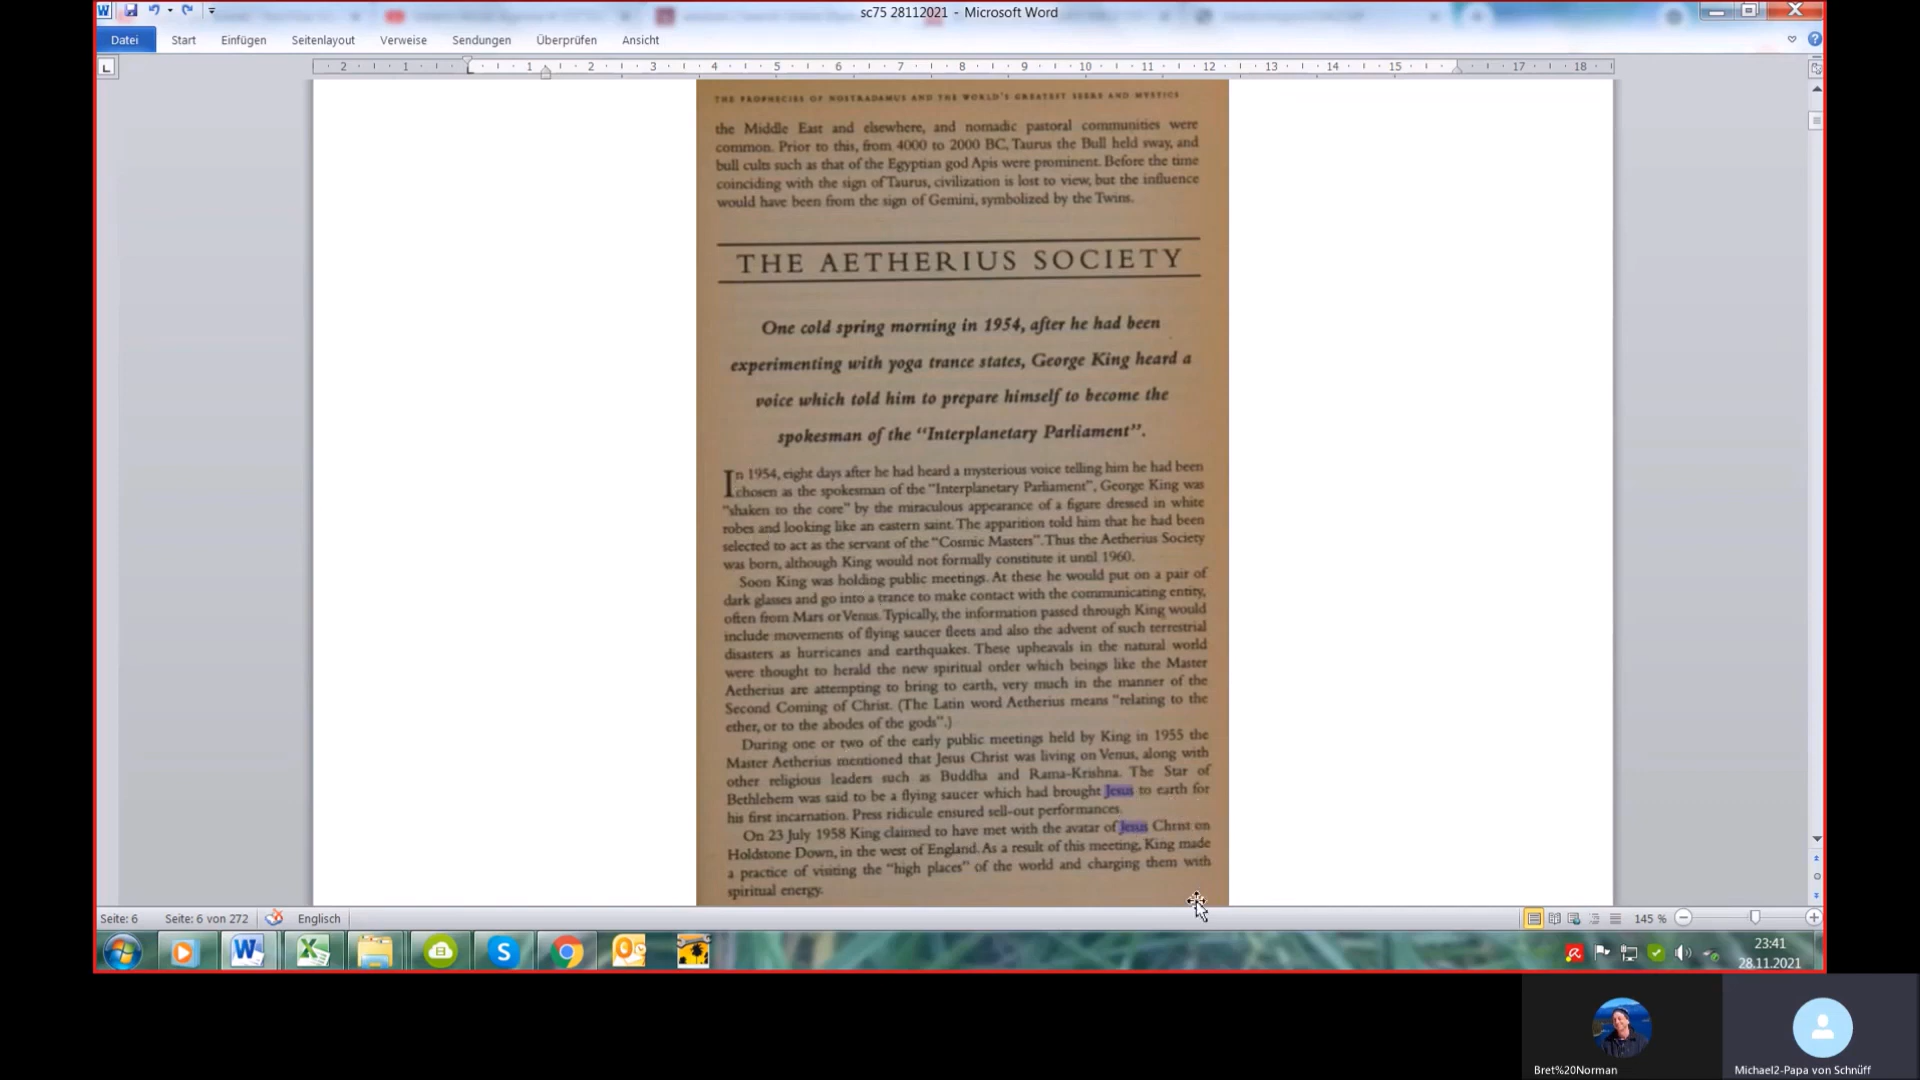 sc75 28112021 - Microsoft Word
Datei Start Einfügen Seitenlayout Verweise Sendungen Überprüfen Ansicht
2 1 1 2 3 4 5 6 7 8 9 10 11 12 13 14 15 17 18
THE PROPHECIES OF NOSTRADAMUS AND THE WORLD'S GREATEST SEERS AND MYSTICS
the Middle East and elsewhere, and nomadic pastoral communities were
common. Prior to this, from 4000 to 2000 BC, Taurus the Bull held sway, and
bull cults such as that of the Egyptian god Apis were prominent. Before the time
coinciding with the sign of Taurus, civilization is lost to view, but the influence
would have been from the sign of Gemini, symbolized by the Twins.
THE AETHERIUS SOCIETY
One cold spring morning in 1954, after he had been
experimenting with yoga trance states, George King heard a
voice which told him to prepare himself to become the
spokesman of the "Interplanetary Parliament".
In 1954, eight days after he had heard a mysterious voice telling him he had been
chosen as the spokesman of the "Interplanetary Parliament", George King was
"shaken to the core" by the miraculous appearance of a figure dressed in white
robes and looking like an eastern saint. The apparition told him that he had been
selected to act as the servant of the "Cosmic Masters". Thus the Aetherius Society
was born, although King would not formally constitute it until 1960.
Soon King was holding public meetings. At these he would put on a pair of
dark glasses and go into a trance to make contact with the communicating entity,
often from Mars or Venus. Typically, the information passed through King would
include movements of flying saucer fleets and also the advent of such terrestrial
disasters as hurricanes and earthquakes. These upheavals in the natural world
were thought to herald the new spiritual order which beings like the Master
Aetherius are attempting to bring to earth, very much in the manner of the
Second Coming of Christ. (The Latin word Aetherius means "relating to the
ether, or to the abodes of the gods".)
During one or two of the early public meetings held by King in 1955 the
Master Aetherius mentioned that Jesus Christ was living on Venus, along with
other religious leaders such as Buddha and Rama-Krishna. The Star of
Bethlehem was said to be a flying saucer which had brought Jesus to earth for
his first incarnation. Press ridicule ensured sell-out performances.
On 23 July 1958 King claimed to have met with the avatar of Jesus Christ on
Holdstone Down, in the west of England. As a result of this meeting, King made
a practice of visiting the "high places" of the world and charging them with
spiritual energy.
Seite: 6 Seite: 6 von 272 Englisch 145 %
23:41
28.11.2021
Bret%20Norman Michael2-Papa von Schnüff